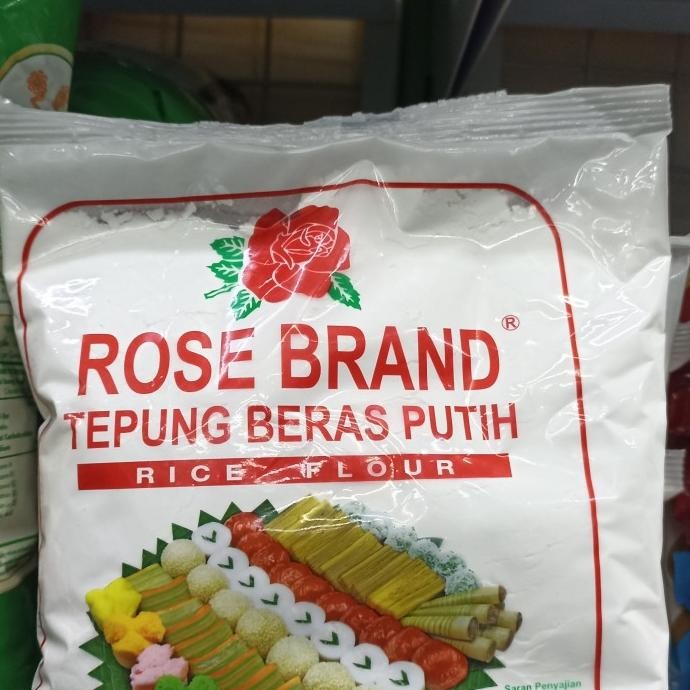 ROSE BRAND®
TEPUNG BERAS PUTIH
RICE FLOUR
Saran Penyajian